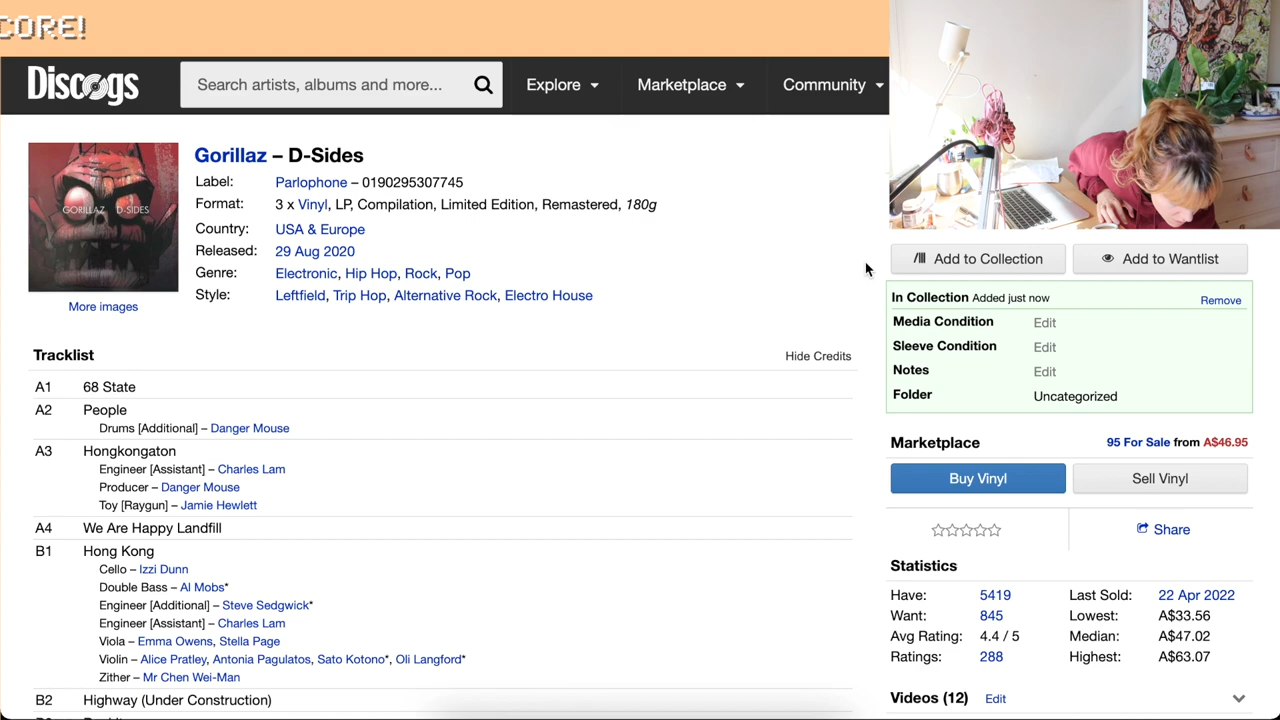 CORE!
Discogs
Search artists, albums and more...
Explore
Marketplace
Community
GORILLAZ D-SIDES
More images
Gorillaz – D-Sides
Label: Parlophone – 0190295307745
Format: 3 x Vinyl, LP, Compilation, Limited Edition, Remastered, 180g
Country: USA & Europe
Released: 29 Aug 2020
Genre: Electronic, Hip Hop, Rock, Pop
Style: Leftfield, Trip Hop, Alternative Rock, Electro House
Tracklist
Hide Credits
A1 68 State
A2 People
Drums [Additional] – Danger Mouse
A3 Hongkongaton
Engineer [Assistant] – Charles Lam
Producer – Danger Mouse
Toy [Raygun] – Jamie Hewlett
A4 We Are Happy Landfill
B1 Hong Kong
Cello – Izzi Dunn
Double Bass – Al Mobs*
Engineer [Additional] – Steve Sedgwick*
Engineer [Assistant] – Charles Lam
Viola – Emma Owens, Stella Page
Violin – Alice Pratley, Antonia Pagulatos, Sato Kotono*, Oli Langford*
Zither – Mr Chen Wei-Man
B2 Highway (Under Construction)
Add to Collection
Add to Wantlist
In Collection Added just now
Remove
Media Condition Edit
Sleeve Condition Edit
Notes Edit
Folder Uncategorized
Marketplace
95 For Sale from A$46.95
Buy Vinyl
Sell Vinyl
Share
Statistics
Have: 5419
Last Sold: 22 Apr 2022
Want: 845
Lowest: A$33.56
Avg Rating: 4.4 / 5
Median: A$47.02
Ratings: 288
Highest: A$63.07
Videos (12) Edit